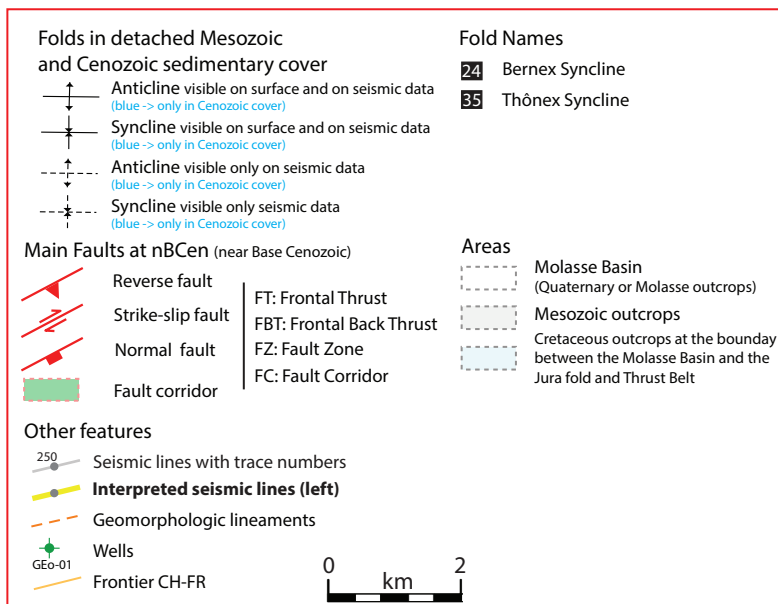 Folds in detached Mesozoic
and Cenozoic sedimentary cover
Anticline visible on surface and on seismic data
(blue -> only in Cenozoic cover)
Syncline visible on surface and on seismic data
(blue -> only in Cenozoic cover)
Anticline visible only on seismic data
(blue -> only in Cenozoic cover)
Syncline visible only seismic data
(blue -> only in Cenozoic cover)
Fold Names
24 Bernex Syncline
35 Thônex Syncline
Main Faults at nBCen (near Base Cenozoic)
Reverse fault
Strike-slip fault
Normal fault
Fault corridor
FT: Frontal Thrust
FBT: Frontal Back Thrust
FZ: Fault Zone
FC: Fault Corridor
Areas
Molasse Basin
(Quaternary or Molasse outcrops)
Mesozoic outcrops
Cretaceous outcrops at the bounday
between the Molasse Basin and the
Jura fold and Thrust Belt
Other features
250 Seismic lines with trace numbers
Interpreted seismic lines (left)
Geomorphologic lineaments
Wells
GEo-01
Frontier CH-FR
0 2
km